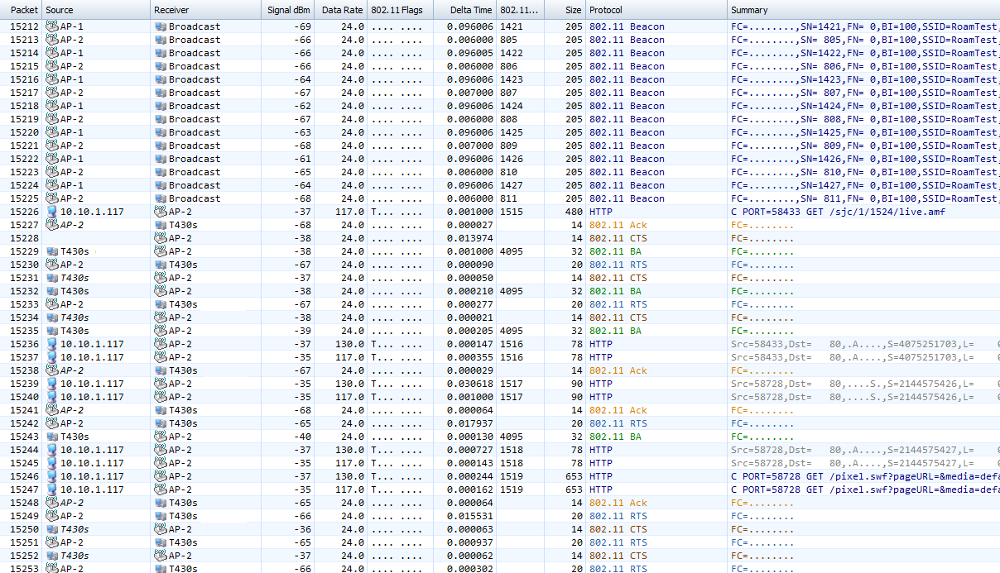 Packet Source Receiver Signal dBm Data Rate 802.11 Flags Delta Time 802.11... Size Protocol Summary
15212 AP-1 Broadcast -69 24.0 .... .... 0.096006 1421 205 802.11 Beacon FC=........,SN=1421,FN= 0,BI=100,SSID=RoamTest,
15213 AP-2 Broadcast -66 24.0 .... .... 0.006000 805 205 802.11 Beacon FC=........,SN= 805,FN= 0,BI=100,SSID=RoamTest,
15214 AP-1 Broadcast -66 24.0 .... .... 0.096005 1422 205 802.11 Beacon FC=........,SN=1422,FN= 0,BI=100,SSID=RoamTest,
15215 AP-2 Broadcast -66 24.0 .... .... 0.006000 806 205 802.11 Beacon FC=........,SN= 806,FN= 0,BI=100,SSID=RoamTest,
15216 AP-1 Broadcast -64 24.0 .... .... 0.096006 1423 205 802.11 Beacon FC=........,SN=1423,FN= 0,BI=100,SSID=RoamTest,
15217 AP-2 Broadcast -67 24.0 .... .... 0.007000 807 205 802.11 Beacon FC=........,SN= 807,FN= 0,BI=100,SSID=RoamTest,
15218 AP-1 Broadcast -62 24.0 .... .... 0.096006 1424 205 802.11 Beacon FC=........,SN=1424,FN= 0,BI=100,SSID=RoamTest,
15219 AP-2 Broadcast -67 24.0 .... .... 0.006000 808 205 802.11 Beacon FC=........,SN= 808,FN= 0,BI=100,SSID=RoamTest,
15220 AP-1 Broadcast -63 24.0 .... .... 0.096006 1425 205 802.11 Beacon FC=........,SN=1425,FN= 0,BI=100,SSID=RoamTest,
15221 AP-2 Broadcast -68 24.0 .... .... 0.007000 809 205 802.11 Beacon FC=........,SN= 809,FN= 0,BI=100,SSID=RoamTest,
15222 AP-1 Broadcast -61 24.0 .... .... 0.096006 1426 205 802.11 Beacon FC=........,SN=1426,FN= 0,BI=100,SSID=RoamTest,
15223 AP-2 Broadcast -65 24.0 .... .... 0.006000 810 205 802.11 Beacon FC=........,SN= 810,FN= 0,BI=100,SSID=RoamTest,
15224 AP-1 Broadcast -64 24.0 .... .... 0.096006 1427 205 802.11 Beacon FC=........,SN=1427,FN= 0,BI=100,SSID=RoamTest,
15225 AP-2 Broadcast -68 24.0 .... .... 0.006000 811 205 802.11 Beacon FC=........,SN= 811,FN= 0,BI=100,SSID=RoamTest,
15226 10.10.1.117 AP-2 -37 117.0 T... .... 0.001000 1515 480 HTTP C PORT=58433 GET /sjc/1/1524/live.amf
15227 AP-2 T430s -68 24.0 .... .... 0.000027 14 802.11 Ack FC=........
15228 AP-2 -38 24.0 .... .... 0.013974 14 802.11 CTS FC=........
15229 T430s AP-2 -38 24.0 .... .... 0.001000 4095 32 802.11 BA FC=........
15230 AP-2 T430s -67 24.0 .... .... 0.000090 20 802.11 RTS FC=........
15231 T430s AP-2 -37 24.0 .... .... 0.000050 14 802.11 CTS FC=........
15232 T430s AP-2 -38 24.0 .... .... 0.000210 4095 32 802.11 BA FC=........
15233 AP-2 T430s -67 24.0 .... .... 0.000277 20 802.11 RTS FC=........
15234 T430s AP-2 -38 24.0 .... .... 0.000021 14 802.11 CTS FC=........
15235 T430s AP-2 -39 24.0 .... .... 0.000205 4095 32 802.11 BA FC=........
15236 10.10.1.117 AP-2 -37 130.0 T... .... 0.000147 1516 78 HTTP Src=58433,Dst= 80,.A....,S=4075251703,L= 0
15237 10.10.1.117 AP-2 -35 117.0 T... .... 0.000355 1516 78 HTTP Src=58433,Dst= 80,.A....,S=4075251703,L= 0
15238 AP-2 T430s -67 24.0 .... .... 0.000029 14 802.11 Ack FC=........
15239 10.10.1.117 AP-2 -35 130.0 T... .... 0.030618 1517 90 HTTP Src=58728,Dst= 80,....S.,S=2144575426,L= 0
15240 10.10.1.117 AP-2 -35 117.0 T... .... 0.001000 1517 90 HTTP Src=58728,Dst= 80,....S.,S=2144575426,L= 0
15241 AP-2 T430s -68 24.0 .... .... 0.000064 14 802.11 Ack FC=........
15242 AP-2 T430s -65 24.0 .... .... 0.017937 20 802.11 RTS FC=........
15243 T430s AP-2 -40 24.0 .... .... 0.000130 4095 32 802.11 BA FC=........
15244 10.10.1.117 AP-2 -37 130.0 T... .... 0.000727 1518 78 HTTP Src=58728,Dst= 80,.A....,S=2144575427,L= 0
15245 10.10.1.117 AP-2 -35 117.0 T... .... 0.000143 1518 78 HTTP Src=58728,Dst= 80,.A....,S=2144575427,L= 0
15246 10.10.1.117 AP-2 -37 130.0 T... .... 0.000244 1519 653 HTTP C PORT=58728 GET /pixel.swf?pageURL=&media=defa
15247 10.10.1.117 AP-2 -35 117.0 T... .... 0.000162 1519 653 HTTP C PORT=58728 GET /pixel.swf?pageURL=&media=defa
15248 AP-2 T430s -65 24.0 .... .... 0.000064 14 802.11 Ack FC=........
15249 AP-2 T430s -66 24.0 .... .... 0.015531 20 802.11 RTS FC=........
15250 T430s AP-2 -36 24.0 .... .... 0.000063 14 802.11 CTS FC=........
15251 AP-2 T430s -65 24.0 .... .... 0.000937 20 802.11 RTS FC=........
15252 T430s AP-2 -37 24.0 .... .... 0.000062 14 802.11 CTS FC=........
15253 AP-2 T430s -66 24.0 .... .... 0.000302 20 802.11 RTS FC=........